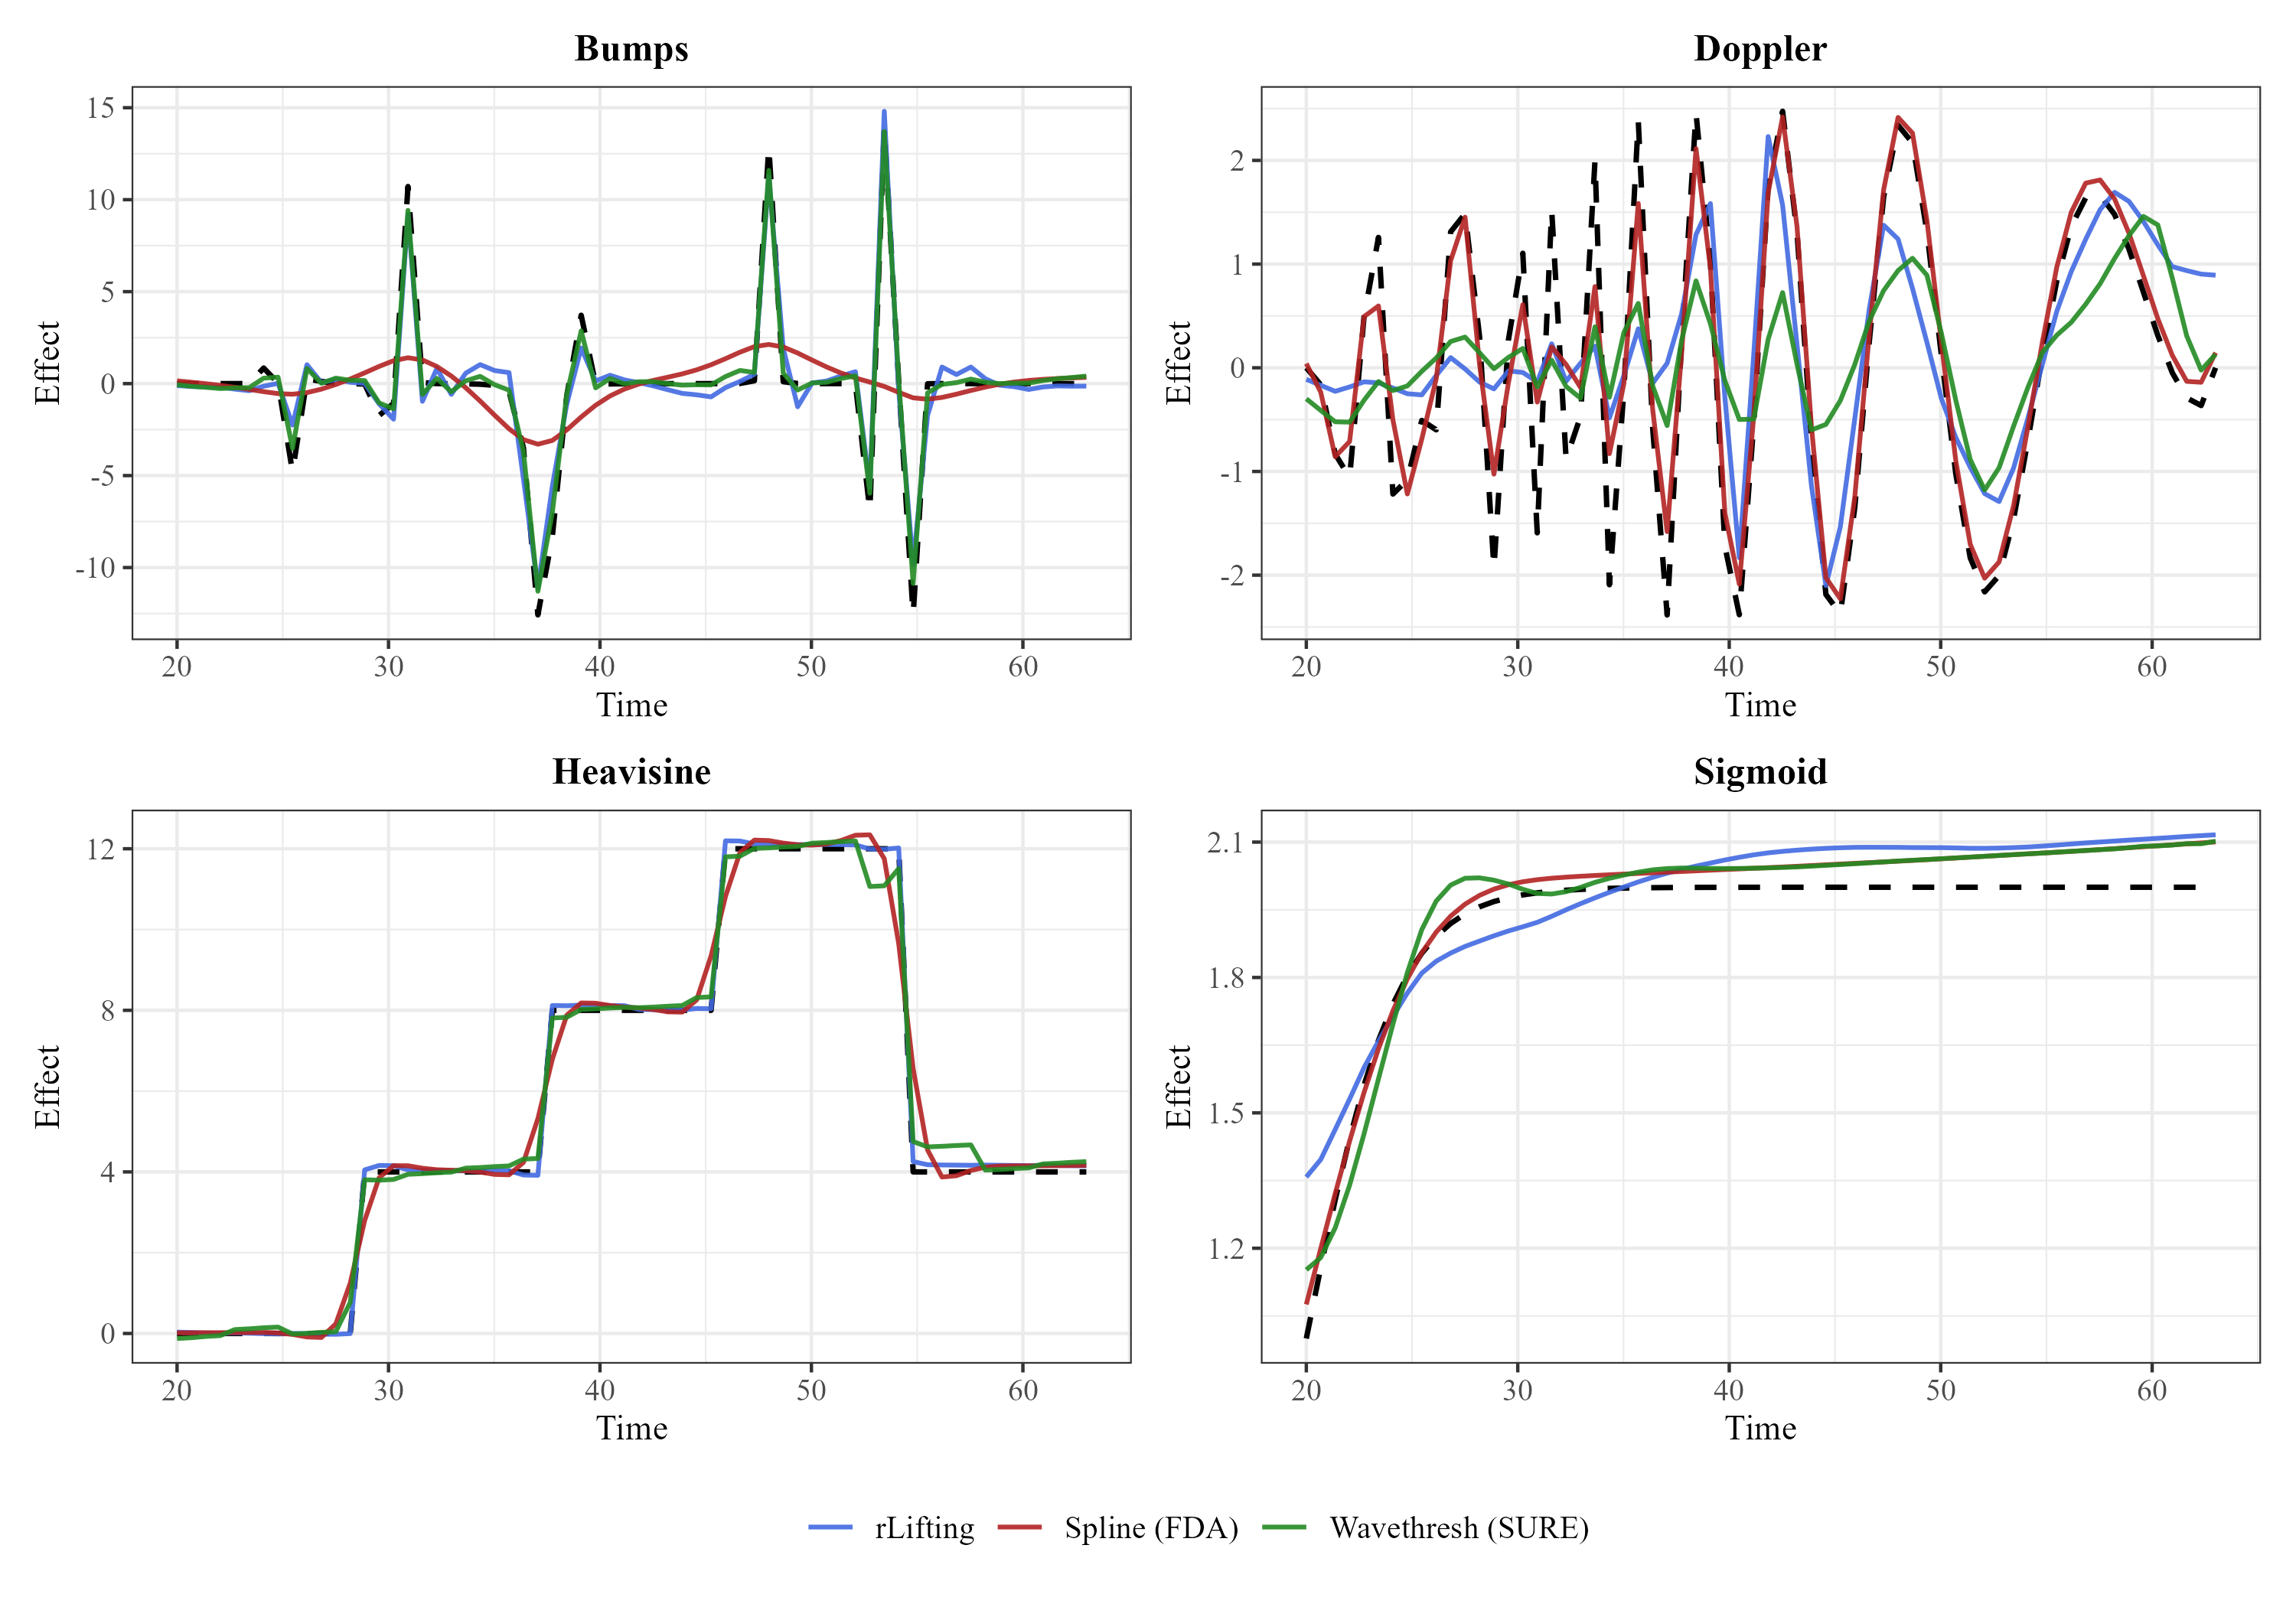 Bumps
Doppler
15
10
5
0
-5
-10
Effect
20 30 40 50 60
Time
2
1
0
-1
-2
Effect
20 30 40 50 60
Time
Heavisine
Sigmoid
12
8
4
0
Effect
20 30 40 50 60
Time
2.1
1.8
1.5
1.2
Effect
20 30 40 50 60
Time
rLifting Spline (FDA) Wavethresh (SURE)